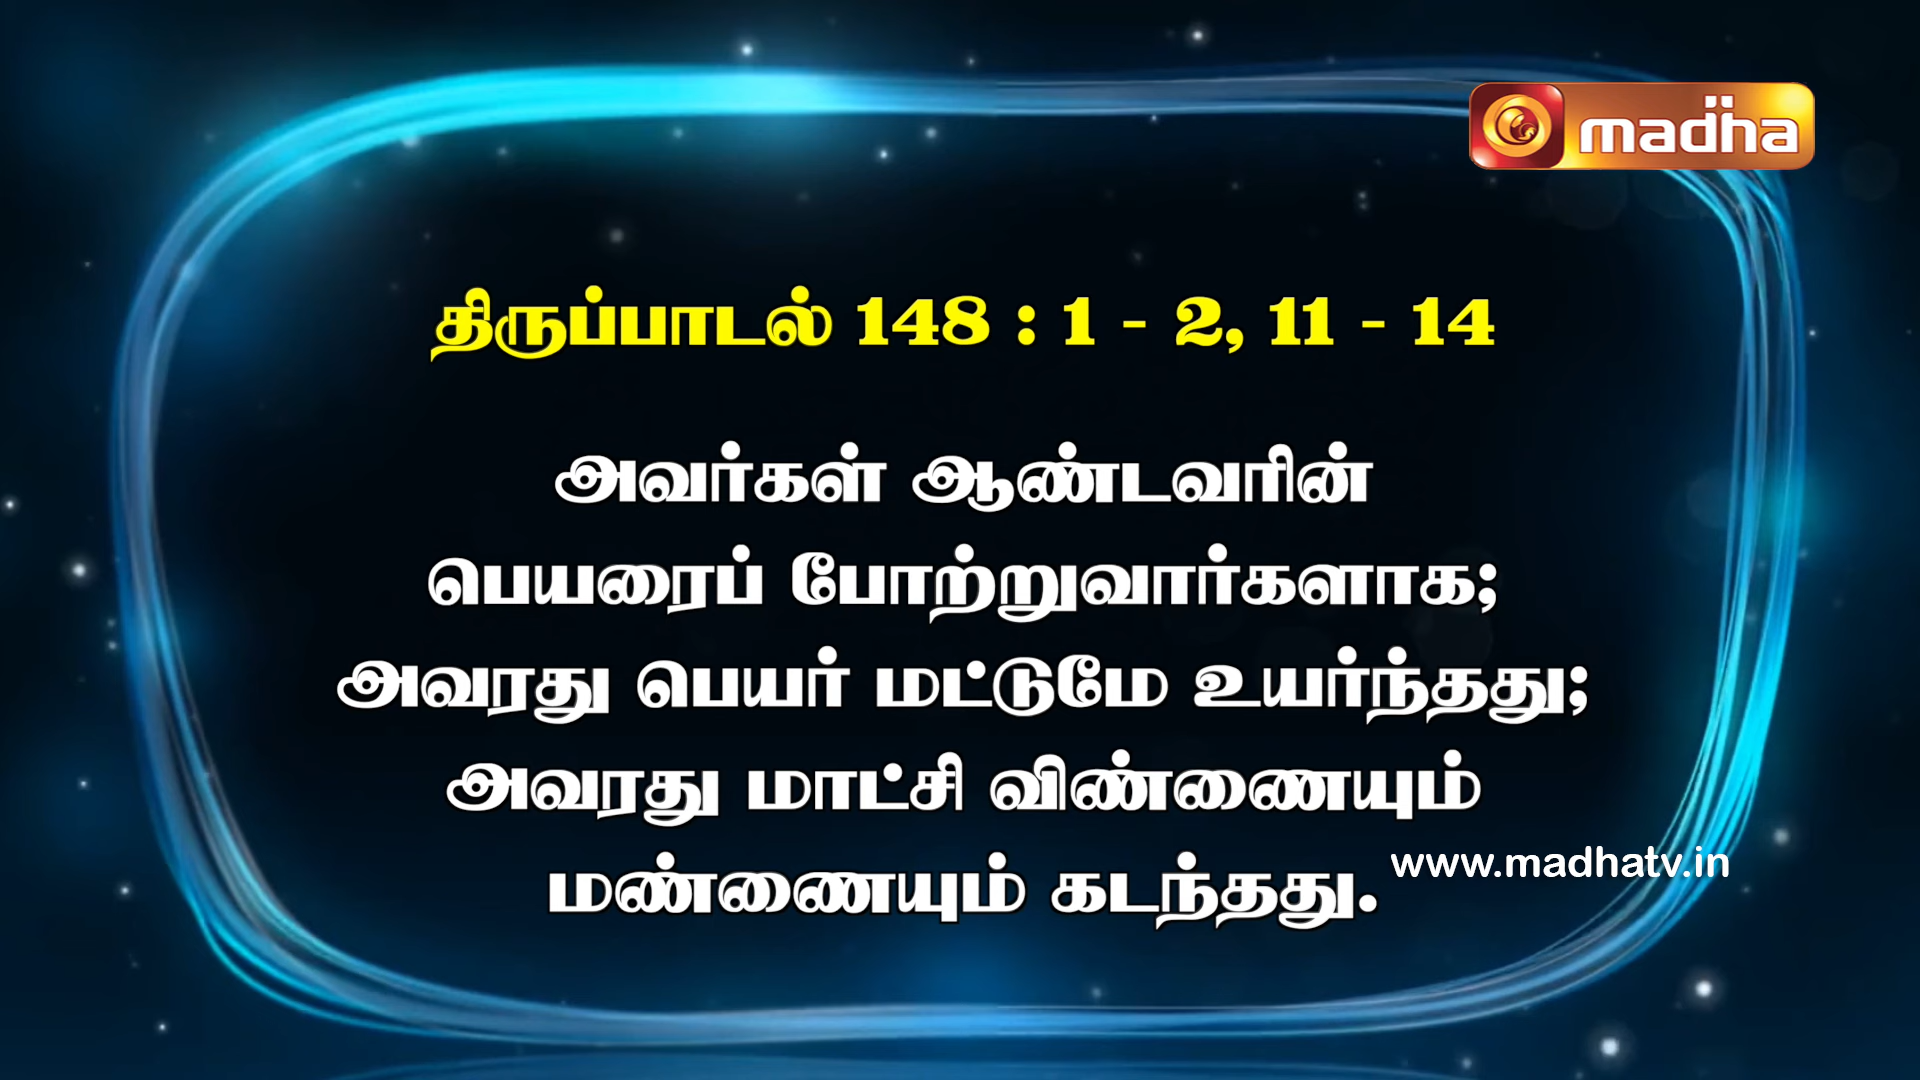 madha
திருப்பாடல் 148 : 1 - 2, 11 - 14
அவர்கள் ஆண்டவரின்
பெயரைப் போற்றுவார்களாக;
அவரது பெயர் மட்டுமே உயர்ந்தது;
அவரது மாட்சி விண்ணையும்
மண்ணையும் கடந்தது.
www.madhatv.in